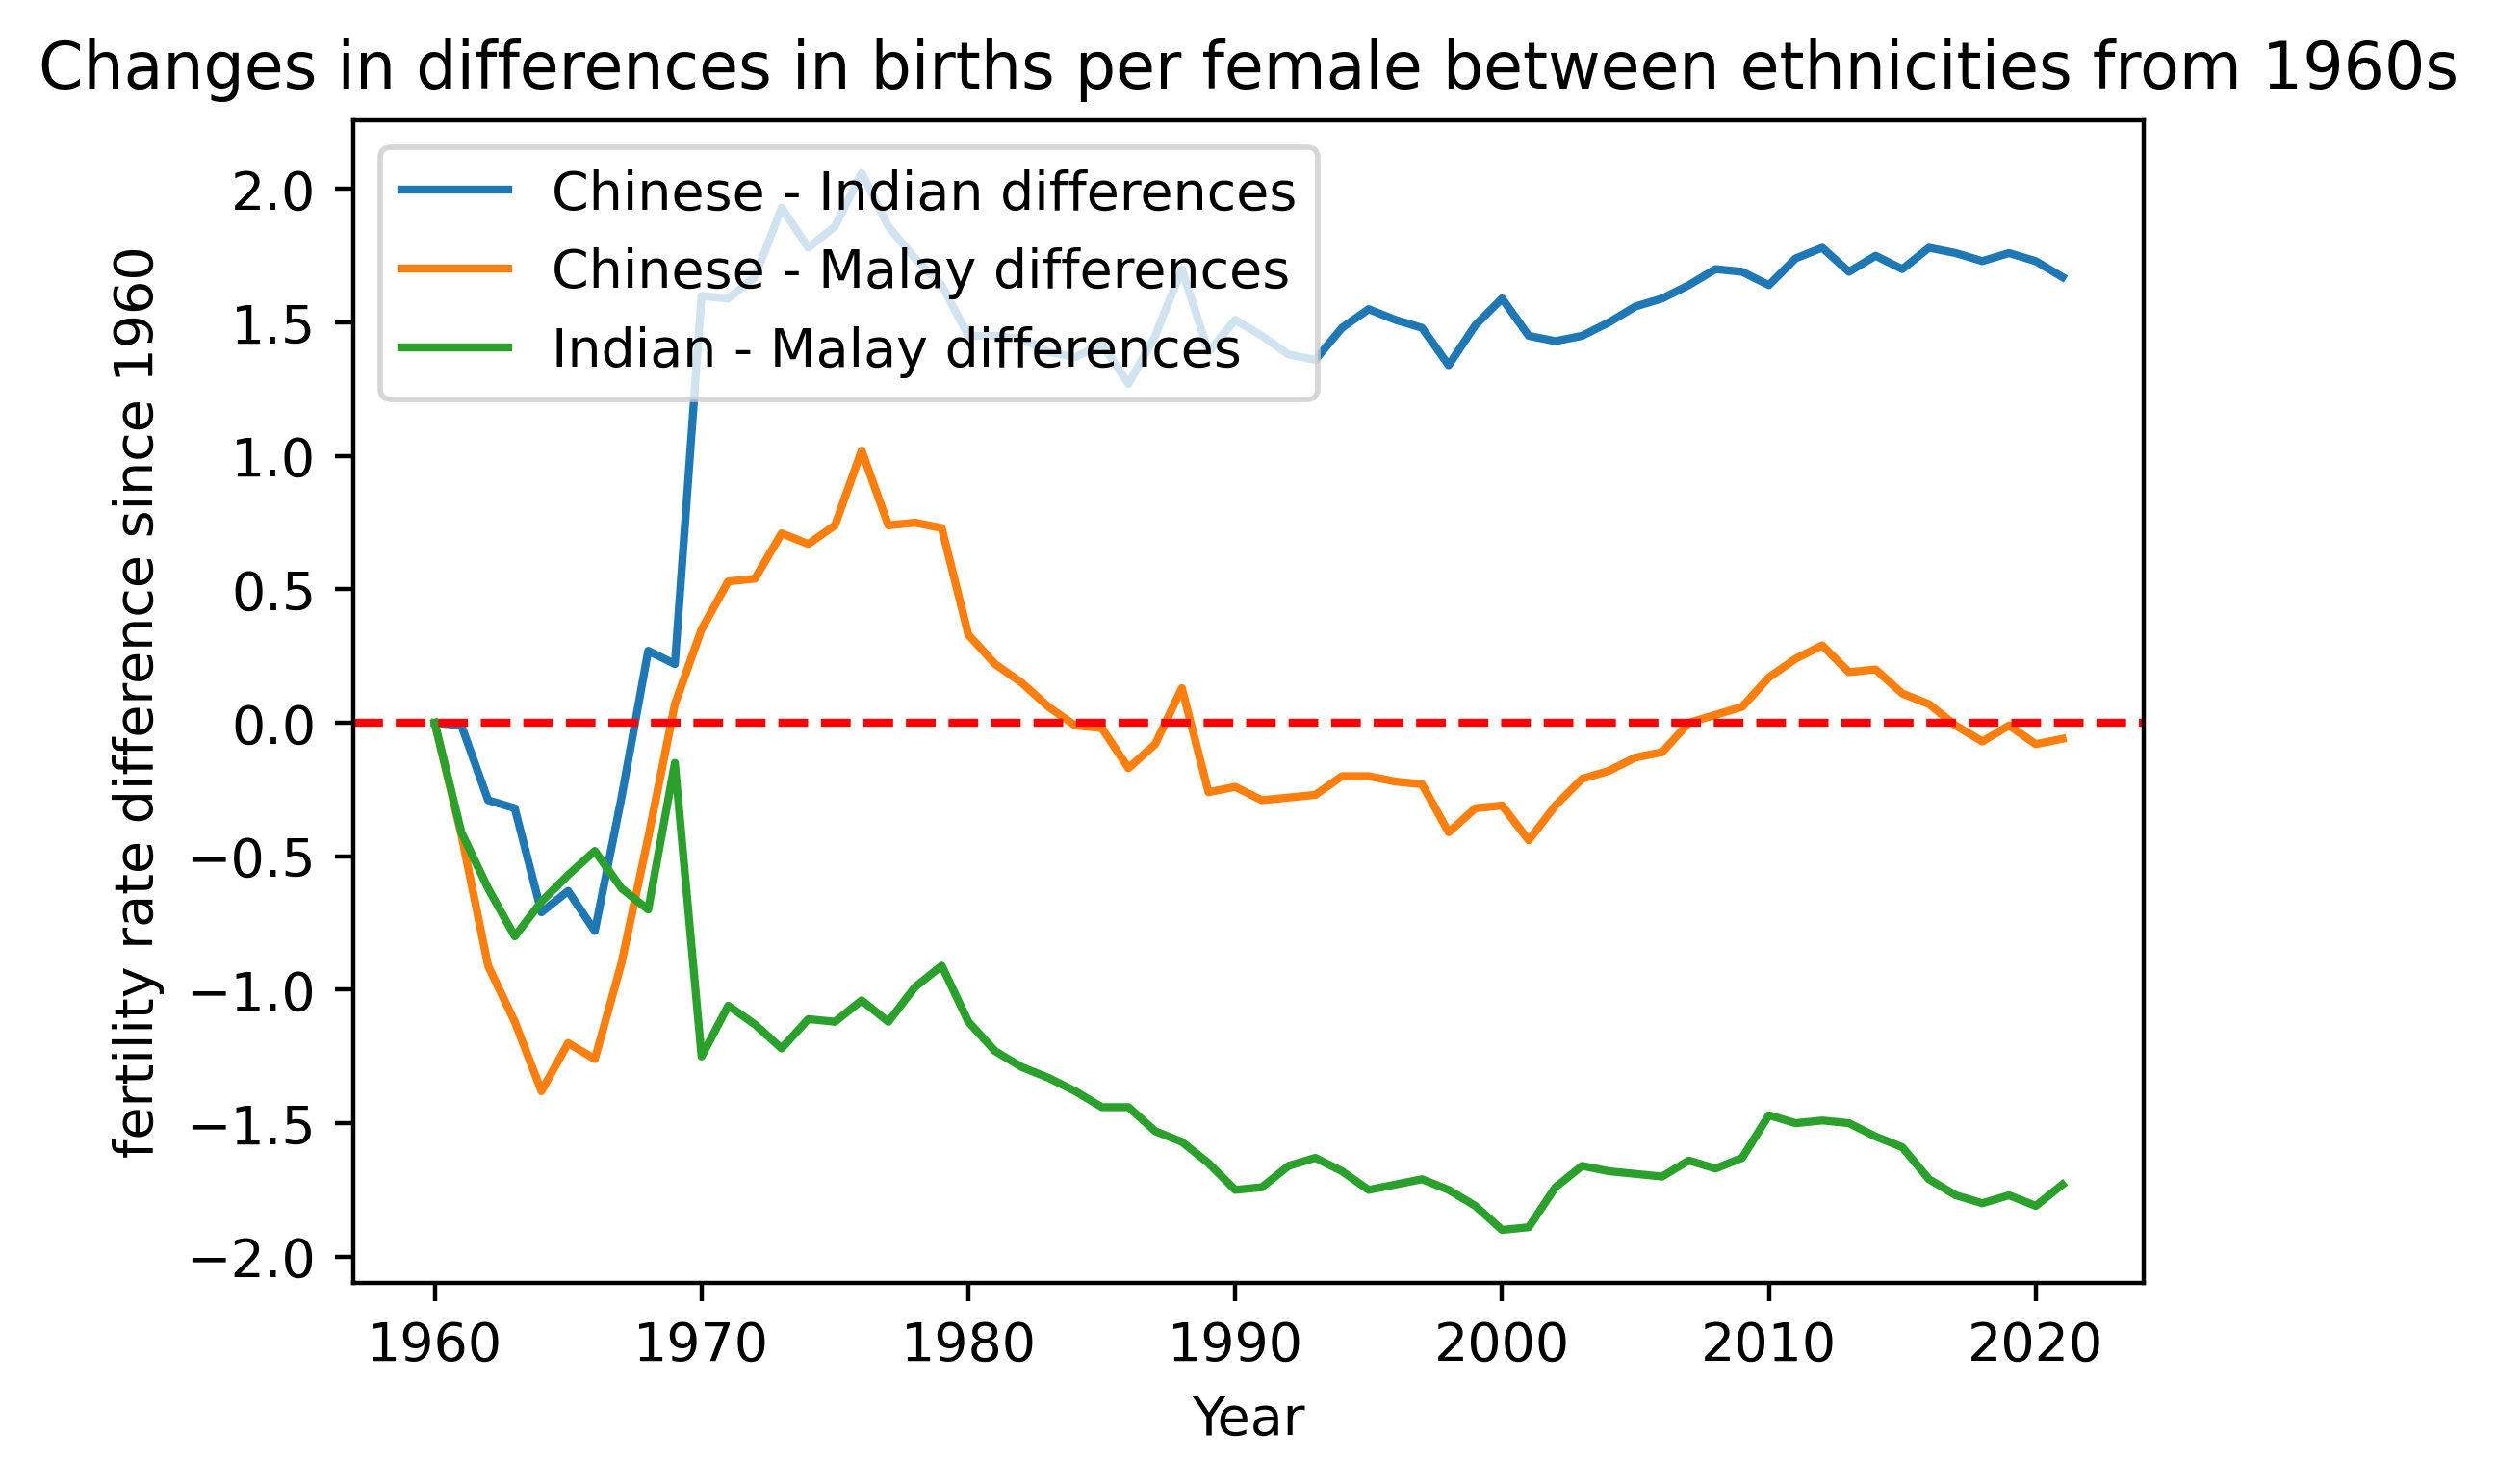 Changes in differences in births per female between ethnicities from 1960s
fertility rate difference since 1960
2.0
1.5
1.0
0.5
0.0
−0.5
−1.0
−1.5
−2.0
Chinese - Indian differences
Chinese - Malay differences
Indian - Malay differences
1960 1970 1980 1990 2000 2010 2020
Year